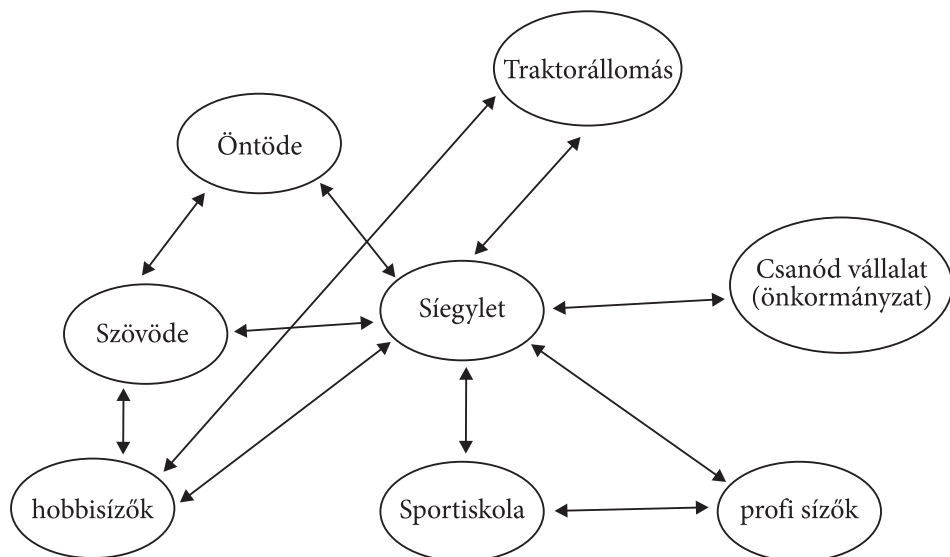 Traktorállomás
Öntöde
Csanód vállalat
(önkormányzat)
Síegylet
Szövöde
hobbisízők
Sportiskola
profi sízők